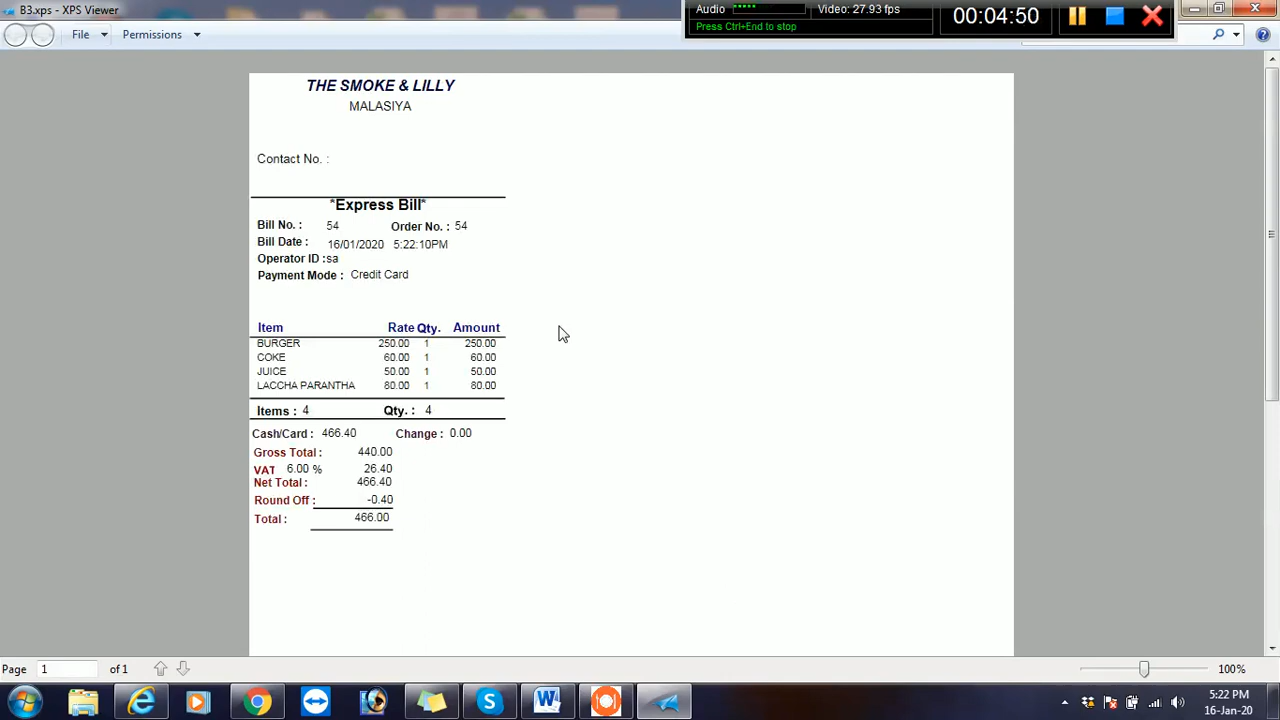 B3.xps - XPS Viewer
Audio Video: 27.93 fps 00:04:50
Press Ctrl+End to stop
File Permissions
THE SMOKE & LILLY
MALASIYA
Contact No. :
*Express Bill*
Bill No. : 54 Order No. : 54
Bill Date : 16/01/2020 5:22:10PM
Operator ID : sa
Payment Mode : Credit Card
Item Rate Qty. Amount
BURGER 250.00 1 250.00
COKE 60.00 1 60.00
JUICE 50.00 1 50.00
LACCHA PARANTHA 80.00 1 80.00
Items : 4 Qty. : 4
Cash/Card : 466.40 Change : 0.00
Gross Total : 440.00
VAT 6.00 % 26.40
Net Total : 466.40
Round Off : -0.40
Total : 466.00
Page 1 of 1 100%
5:22 PM
16-Jan-20